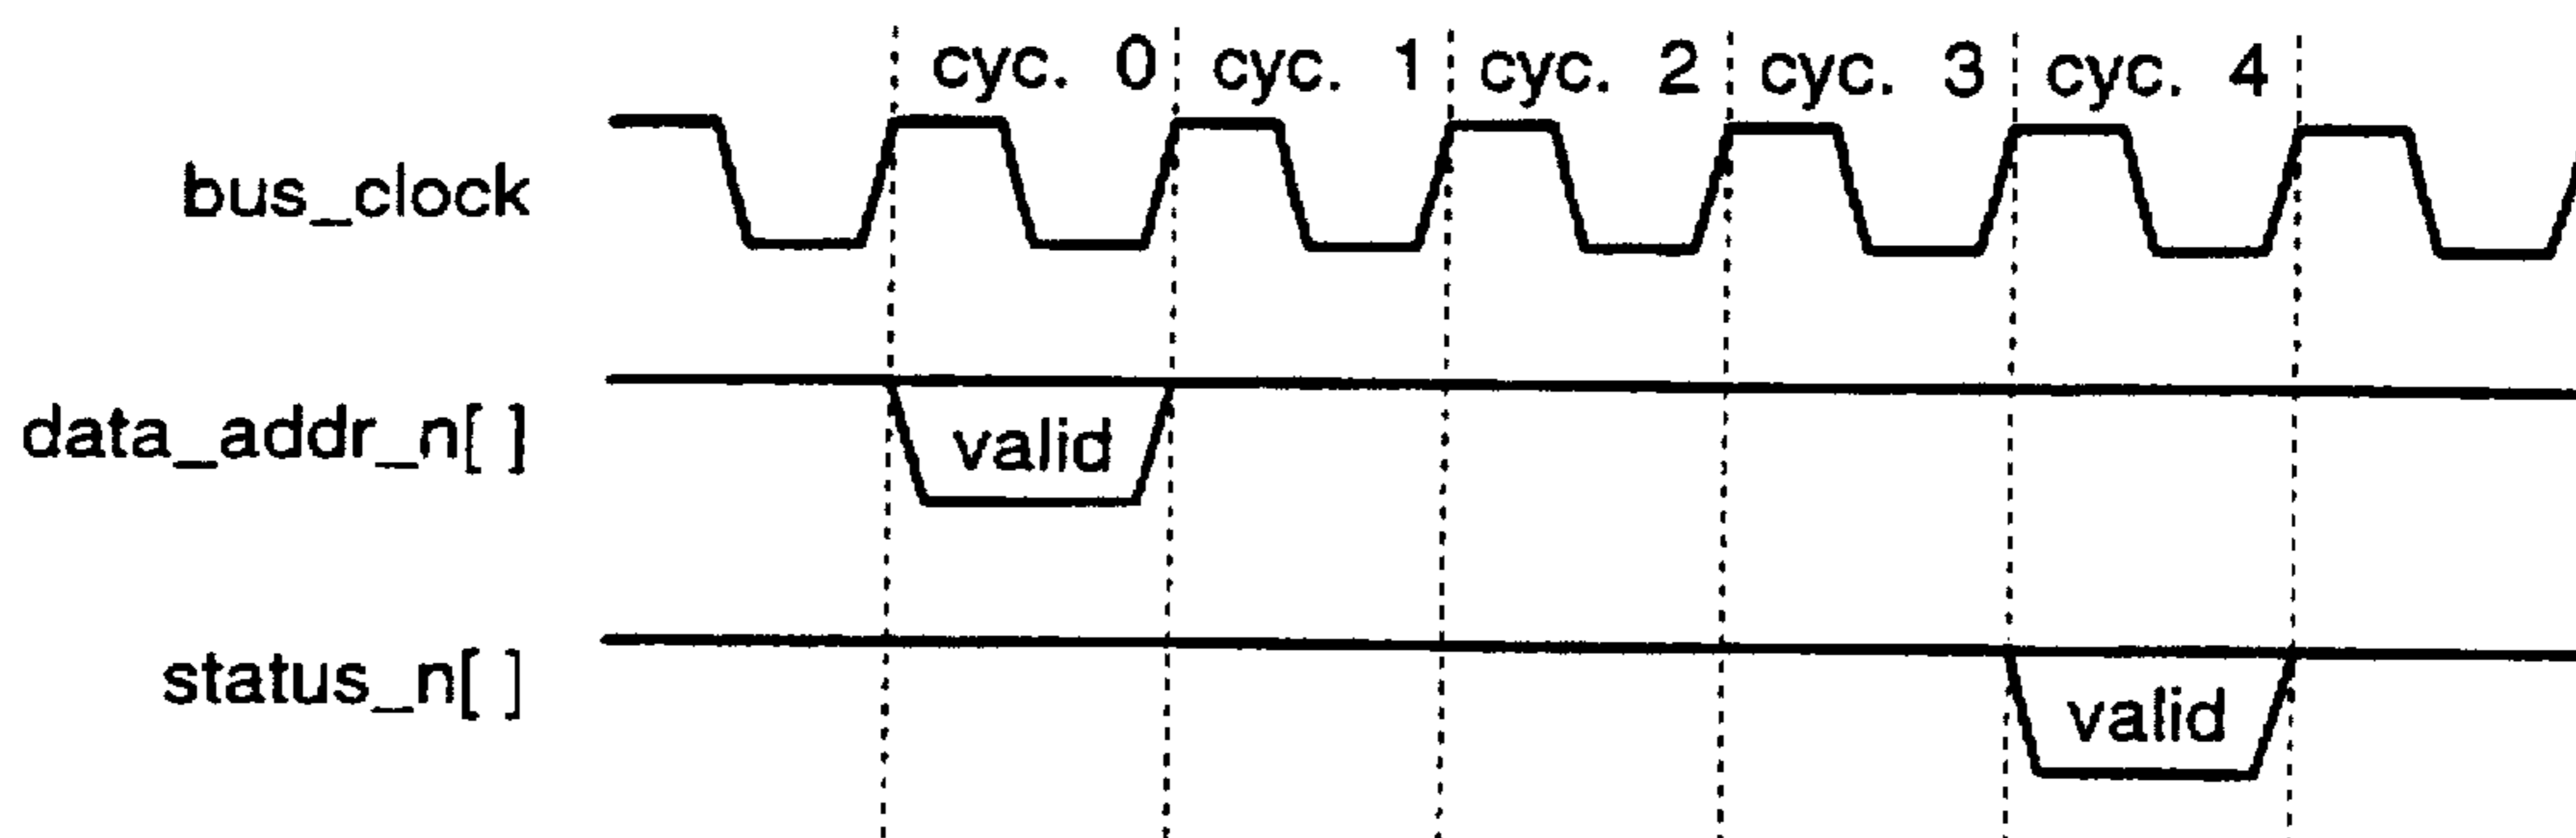 cyc. 0 cyc. 1 cyc. 2 cyc. 3 cyc. 4
bus_clock
data_addr_n[ ] valid
status_n[ ] valid